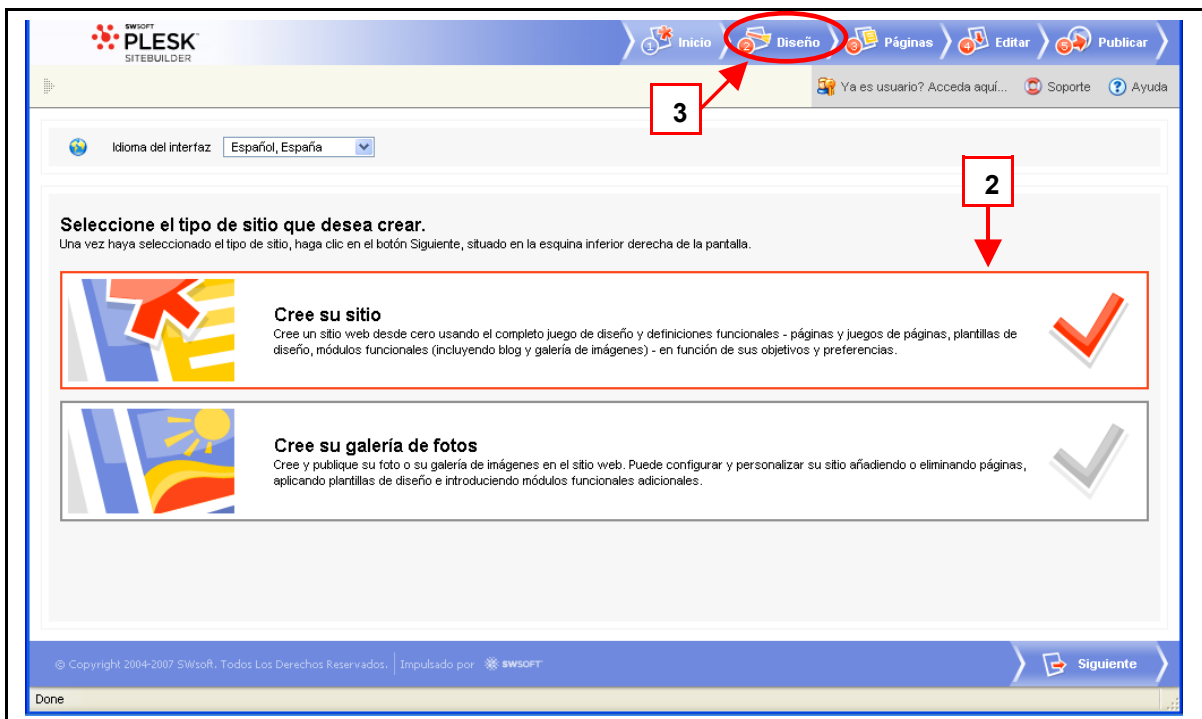 SWSOFT
PLESK
SITEBUILDER
1 Inicio 2 Diseño 3 Páginas 4 Editar 5 Publicar
Ya es usuario? Acceda aquí... Soporte ? Ayuda
3
Idioma del interfaz Español, España
2
Seleccione el tipo de sitio que desea crear.
Una vez haya seleccionado el tipo de sitio, haga clic en el botón Siguiente, situado en la esquina inferior derecha de la pantalla.
Cree su sitio
Cree un sitio web desde cero usando el completo juego de diseño y definiciones funcionales - páginas y juegos de páginas, plantillas de
diseño, módulos funcionales (incluyendo blog y galería de imágenes) - en función de sus objetivos y preferencias.
Cree su galería de fotos
Cree y publique su foto o su galería de imágenes en el sitio web. Puede configurar y personalizar su sitio añadiendo o eliminando páginas,
aplicando plantillas de diseño e introduciendo módulos funcionales adicionales.
© Copyright 2004-2007 SWsoft. Todos Los Derechos Reservados. Impulsado por SWSOFT
Siguiente
Done